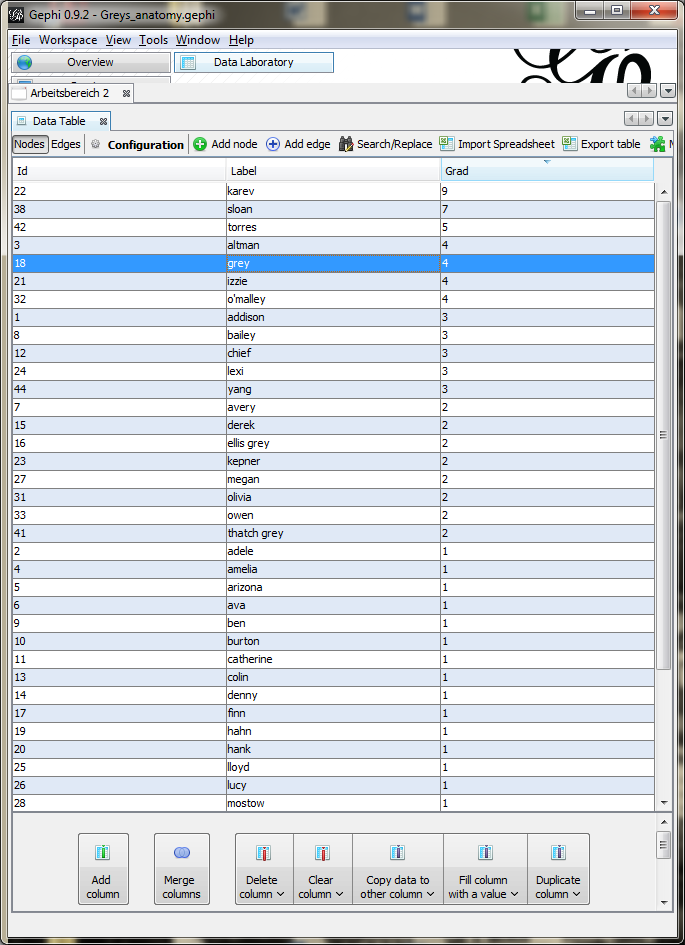 Gephi 0.9.2 - Greys_anatomy.gephi
File Workspace View Tools Window Help
Overview Data Laboratory
Arbeitsbereich 2
Data Table
Nodes Edges Configuration Add node Add edge Search/Replace Import Spreadsheet Export table
Id Label Grad
22 karev 9
38 sloan 7
42 torres 5
3 altman 4
18 grey 4
21 izzie 4
32 o'malley 4
1 addison 3
8 bailey 3
12 chief 3
24 lexi 3
44 yang 3
7 avery 2
15 derek 2
16 ellis grey 2
23 kepner 2
27 megan 2
31 olivia 2
33 owen 2
41 thatch grey 2
2 adele 1
4 amelia 1
5 arizona 1
6 ava 1
9 ben 1
10 burton 1
11 catherine 1
13 colin 1
14 denny 1
17 finn 1
19 hahn 1
20 hank 1
25 lloyd 1
26 lucy 1
28 mostow 1
Add column
Merge columns
Delete column
Clear column
Copy data to other column
Fill column with a value
Duplicate column